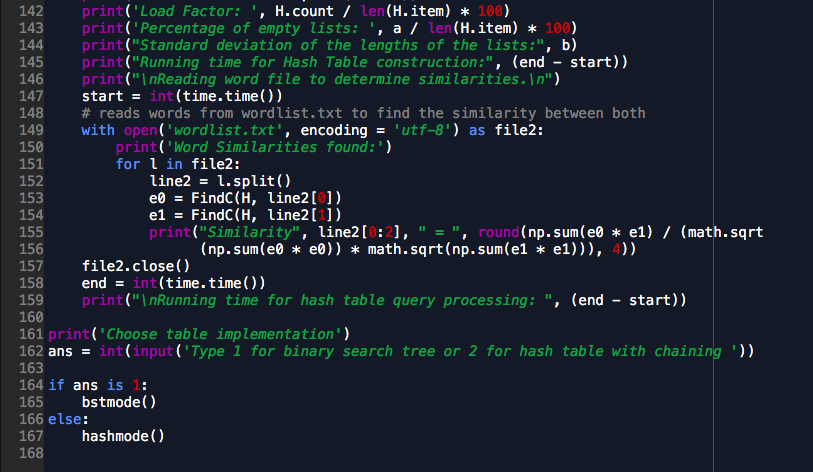 142 print('Load Factor: ', H.count / len(H.item) * 100)
143 print('Percentage of empty lists: ', a / len(H.item) * 100)
144 print("Standard deviation of the lengths of the lists:", b)
145 print("Running time for Hash Table construction:", (end - start))
146 print("\nReading word file to determine similarities.\n")
147 start = int(time.time())
148 # reads words from wordlist.txt to find the similarity between both
149 with open('wordlist.txt', encoding = 'utf-8') as file2:
150 print('Word Similarities found:')
151 for l in file2:
152 line2 = l.split()
153 e0 = FindC(H, line2[0])
154 e1 = FindC(H, line2[1])
155 print("Similarity", line2[0:2], " = ", round(np.sum(e0 * e1) / (math.sqrt
156 (np.sum(e0 * e0)) * math.sqrt(np.sum(e1 * e1))), 4))
157 file2.close()
158 end = int(time.time())
159 print("\nRunning time for hash table query processing: ", (end - start))
160
161 print('Choose table implementation')
162 ans = int(input('Type 1 for binary search tree or 2 for hash table with chaining '))
163
164 if ans is 1:
165 bstmode()
166 else:
167 hashmode()
168